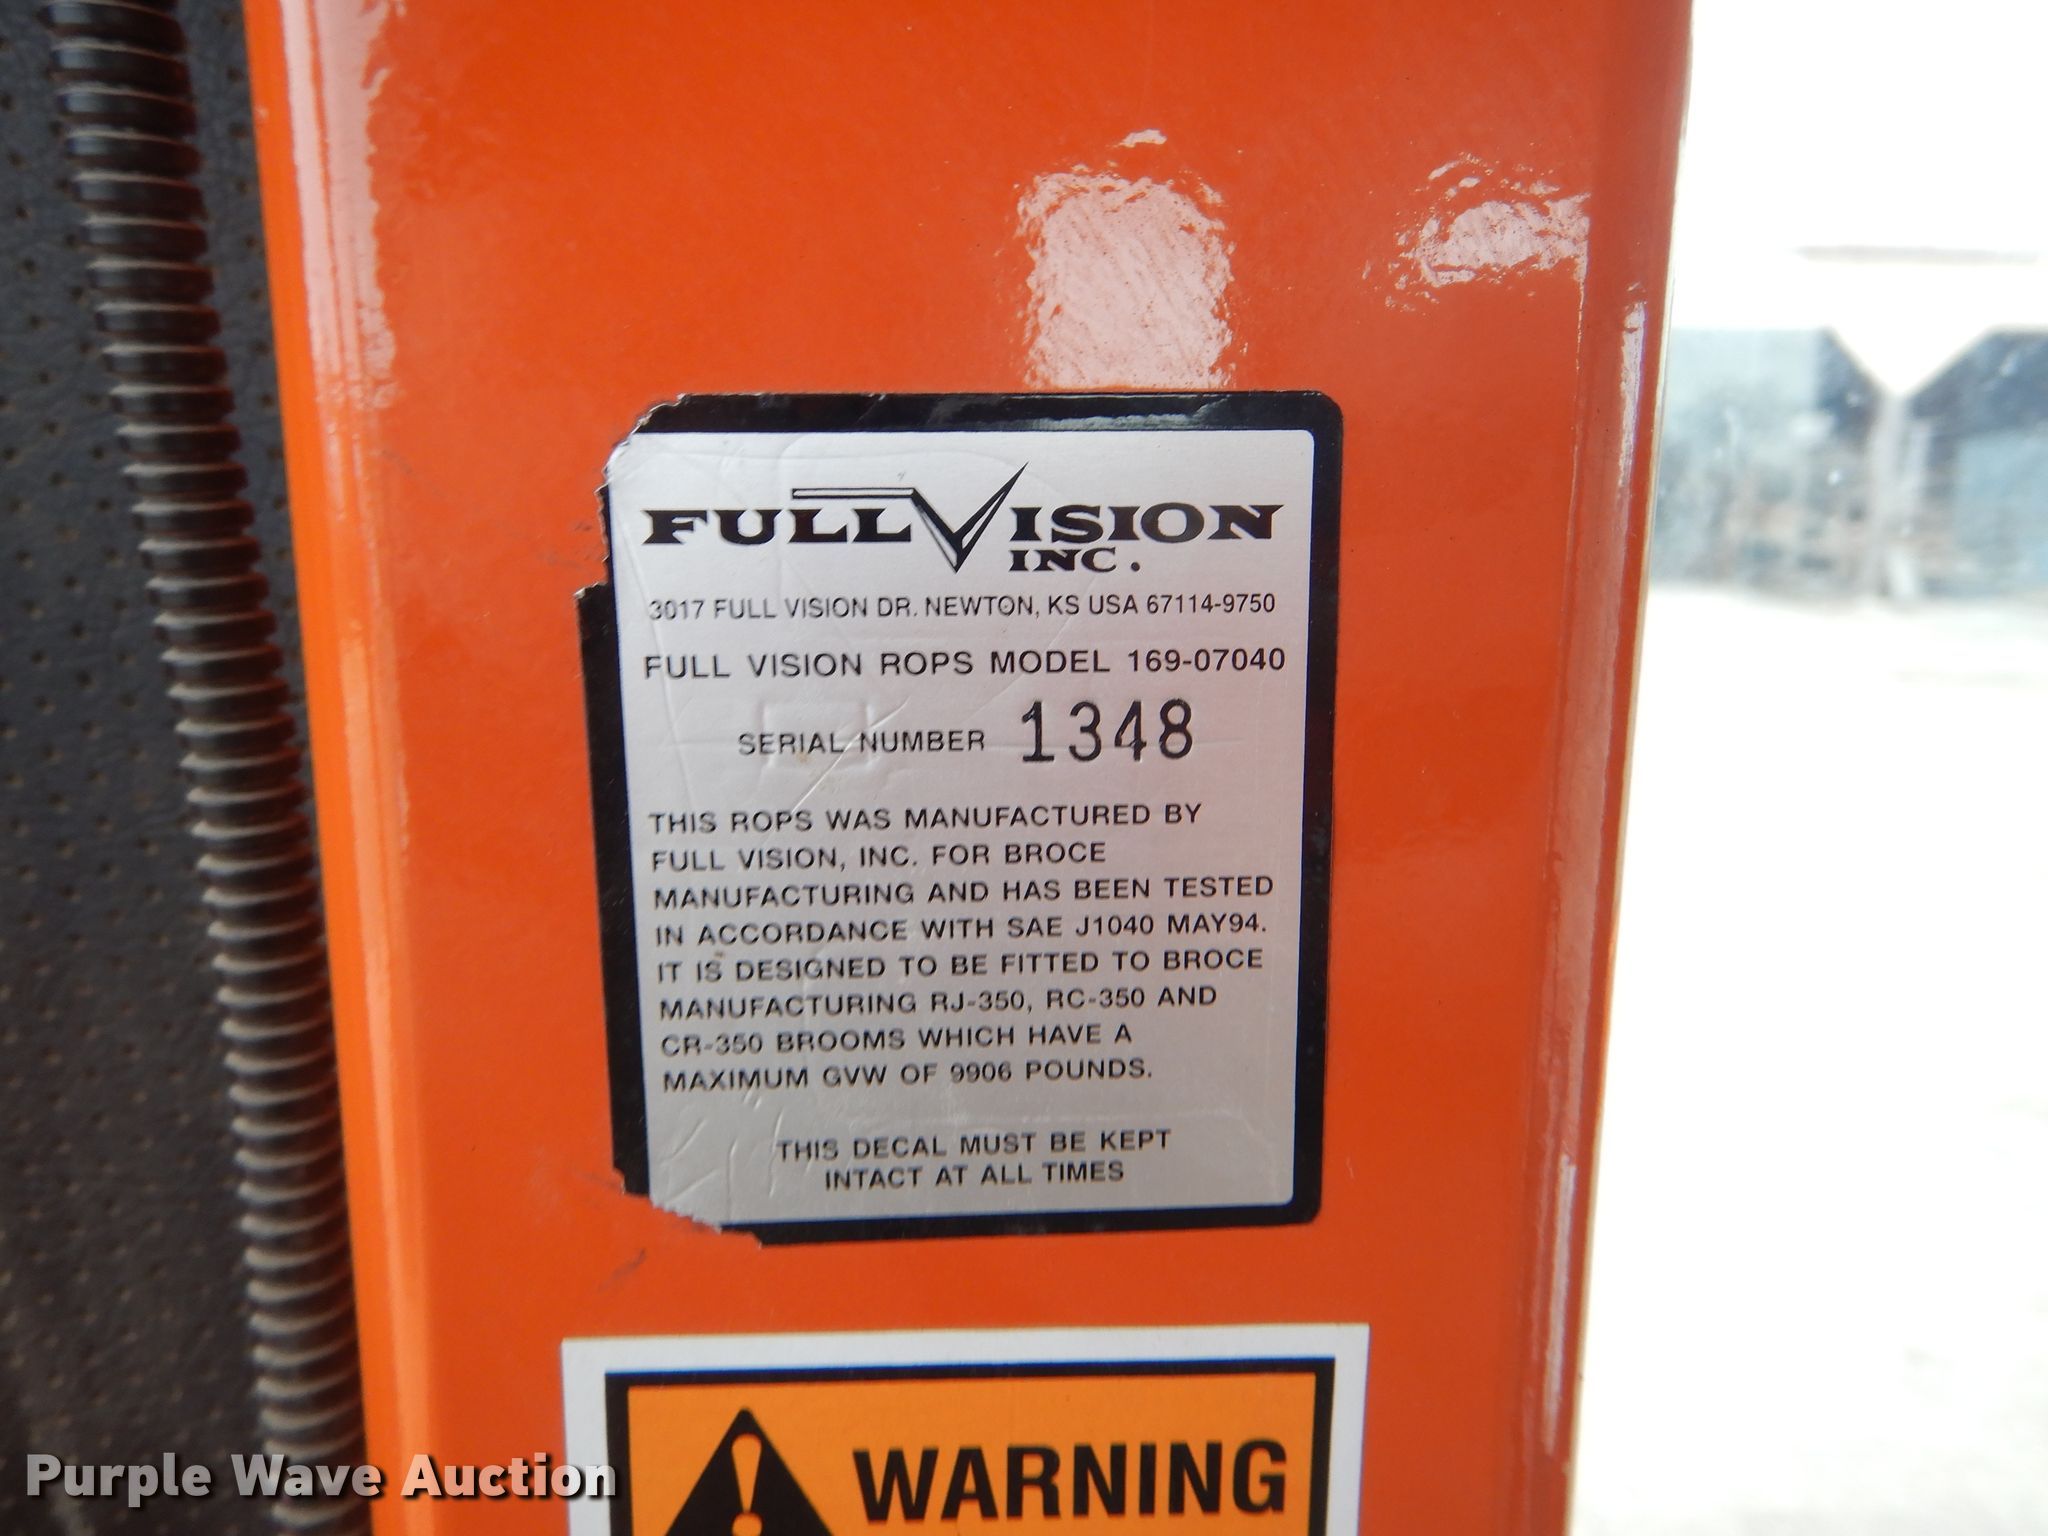 FULL VISION
INC.
3017 FULL VISION DR. NEWTON, KS USA 67114-9750
FULL VISION ROPS MODEL 169-07040
SERIAL NUMBER 1348
THIS ROPS WAS MANUFACTURED BY
FULL VISION, INC. FOR BROCE
MANUFACTURING AND HAS BEEN TESTED
IN ACCORDANCE WITH SAE J1040 MAY94.
IT IS DESIGNED TO BE FITTED TO BROCE
MANUFACTURING RJ-350, RC-350 AND
CR-350 BROOMS WHICH HAVE A
MAXIMUM GVW OF 9906 POUNDS.
THIS DECAL MUST BE KEPT
INTACT AT ALL TIMES
WARNING
Purple Wave Auction